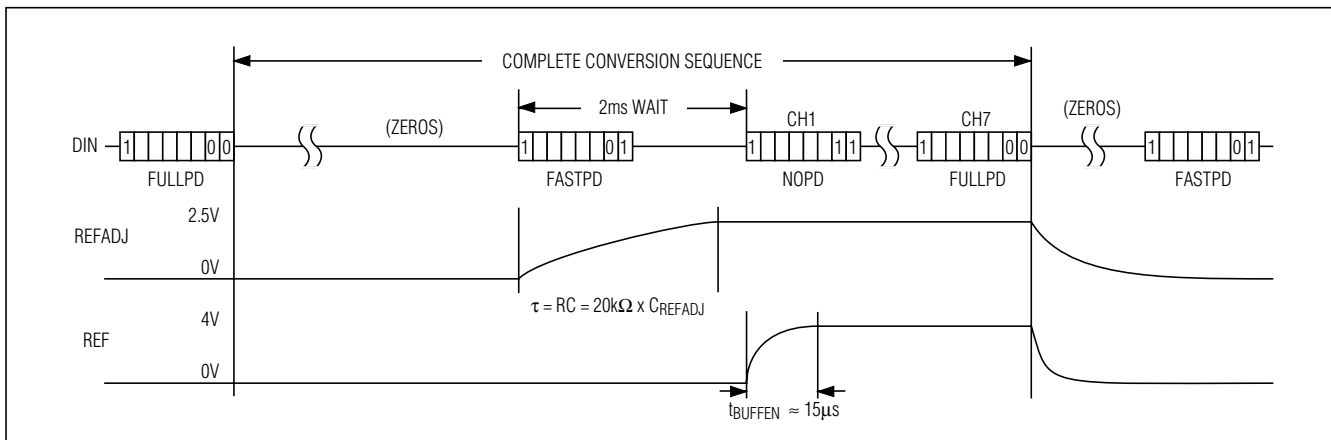 COMPLETE CONVERSION SEQUENCE
2ms WAIT
DIN
1 0 0
(ZEROS)
1 0 1
CH1
1 1 1
CH7
1 0 0
(ZEROS)
1 0 1
FULLPD
FASTPD
NOPD
FULLPD
FASTPD
REFADJ
2.5V
0V
τ = RC = 20kΩ x CREFADJ
REF
4V
0V
tBUFFEN ≈ 15µs